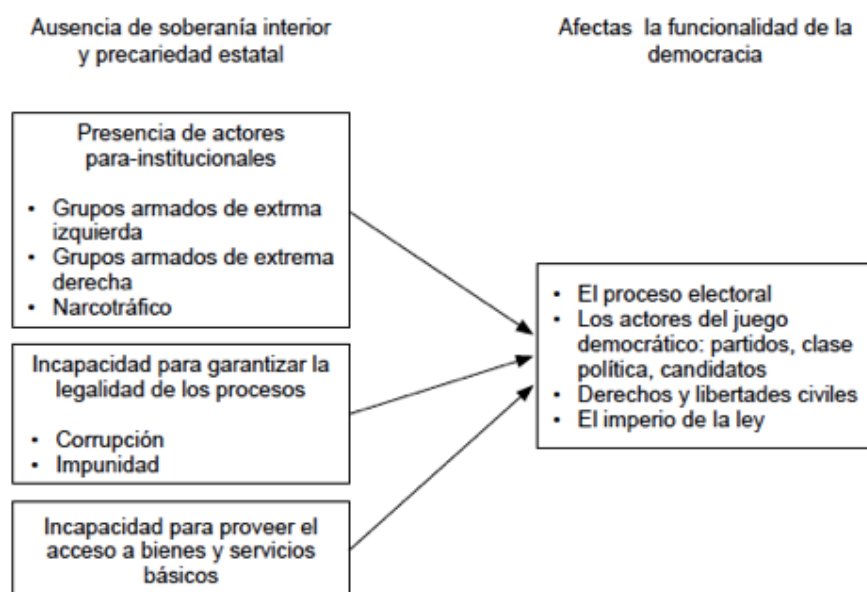 Ausencia de soberanía interior
y precariedad estatal
Afectas la funcionalidad de la
democracia
Presencia de actores
para-institucionales
• Grupos armados de extrma
izquierda
• Grupos armados de extrema
derecha
• Narcotráfico
Incapacidad para garantizar la
legalidad de los procesos
• Corrupción
• Impunidad
Incapacidad para proveer el
acceso a bienes y servicios
básicos
• El proceso electoral
• Los actores del juego
democrático: partidos, clase
política, candidatos
• Derechos y libertades civiles
• El imperio de la ley